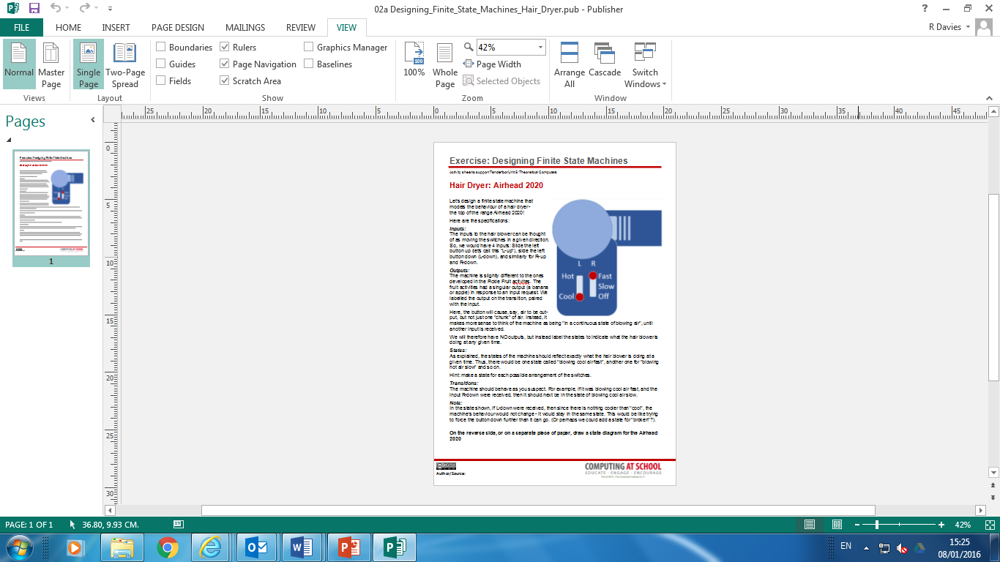 02a Designing_Finite_State_Machines_Hair_Dryer.pub - Publisher
FILE HOME INSERT PAGE DESIGN MAILINGS REVIEW VIEW R Davies
Normal Master Page
Views
Single Page Two-Page Spread
Layout
Boundaries Rulers Graphics Manager
Guides Page Navigation Baselines
Fields Scratch Area
Show
100% Whole Page
42%
Page Width
Selected Objects
Zoom
Arrange All Cascade Switch Windows
Window
Pages
1
25 20 15 10 5 0 5 10 15 20 25 30 35 40 45
0
5
10
15
20
25
30
Exercise: Designing Finite State Machines
Activity sheet to support Tenderfoot Unit 5: Theoretical Computers
Hair Dryer: Airhead 2020
Let's design a finite state machine that
models the behaviour of a hair dryer-
the top of the range Airhead 2020!
Here are the specifications:
Inputs:
The inputs to the hair blower can be thought
of as moving the switches in a given direction.
So, we would have 4 inputs: Slide the left
button up (lets call this "L-up"), slide the left
button down (L-down), and similarly for R-up
and R-down.
Outputs:
The machine is slightly different to the ones
developed in the Fickle Fruit activites. The
fruit activities had a singular output (a banana
or apple) in response to an input request. We
labelled the output on the transition, paired
with the input.
Here, the button will cause, say, air to be out-
put, but not just one "chunk" of air. Instead, it
makes more sense to think of the machine as being "in a continuous state of blowing air", until
another input is received.
We will therefore have NO outputs, but instead label the states to indicate what the hair blower is
doing at any given time.
States:
As explained, the states of the machine should reflect exactly what the hair blower is doing at a
given time. Thus, there would be one state called "blowing cool air fast", another one for "blowing
hot air slow" and so on.
Hint: make a state for each possible arrangement of the switches.
Transitions:
The machine should behave as you suspect. For example, if it was blowing cool air fast, and the
input R-down were received, then it should next be in the state of blowing cool air slow.
Note:
In the state shown, if L-down were received, then since there is nothing cooler than "cool", the
machine's behaviour would not change - it would stay in the same state. This would be like trying
to force the button down further than it can go. (Or perhaps we could add a state for "broken"?).
On the reverse side, or on a separate piece of paper, draw a state diagram for the Airhead
2020
L R
Hot Fast
Slow
Cool Off
Author/Source:
COMPUTING AT SCHOOL
EDUCATE · ENGAGE · ENCOURAGE
PAGE: 1 OF 1 36.80, 9.93 CM. 42%
EN 15:25
08/01/2016